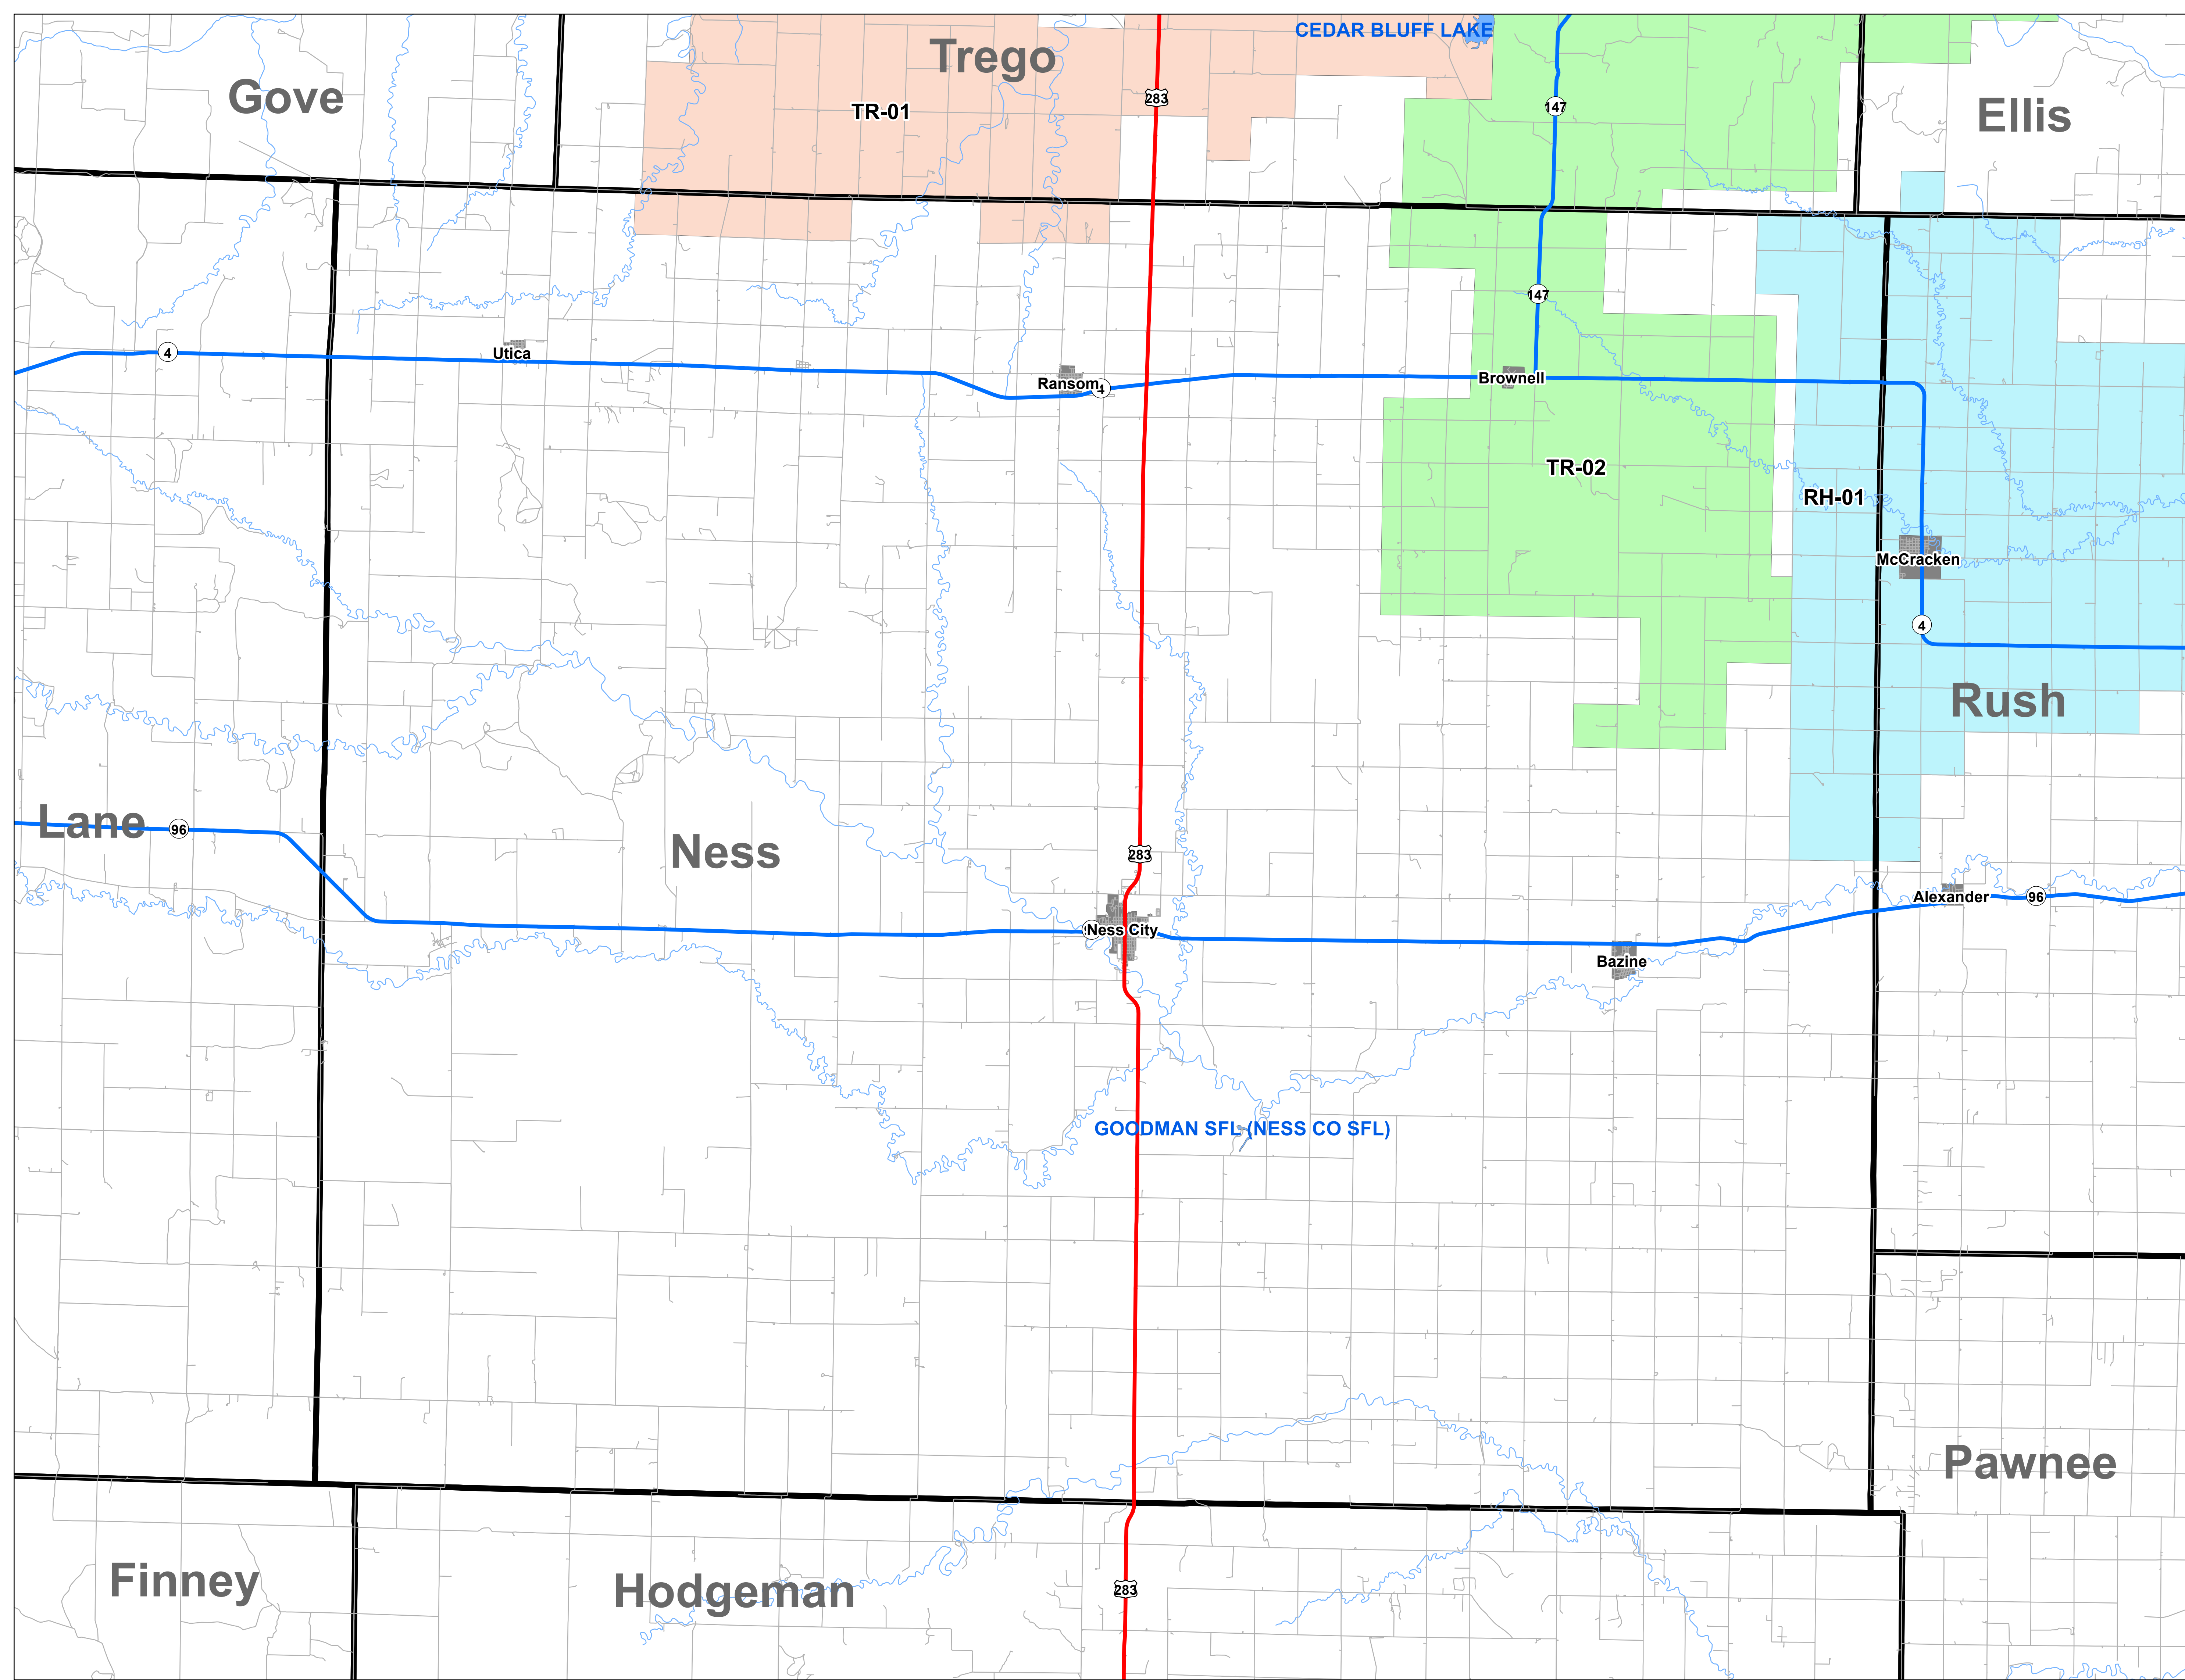 CEDAR BLUFF LAKE
Trego
Gove
283
TR-01
147
Ellis
147
4
Utica
Ransom
4
Brownell
TR-02
RH-01
McCracken
4
Rush
Lane
96
Ness
283
Alexander
96
Ness City
Bazine
GOODMAN SFL (NESS CO SFL)
Pawnee
Finney
Hodgeman
283